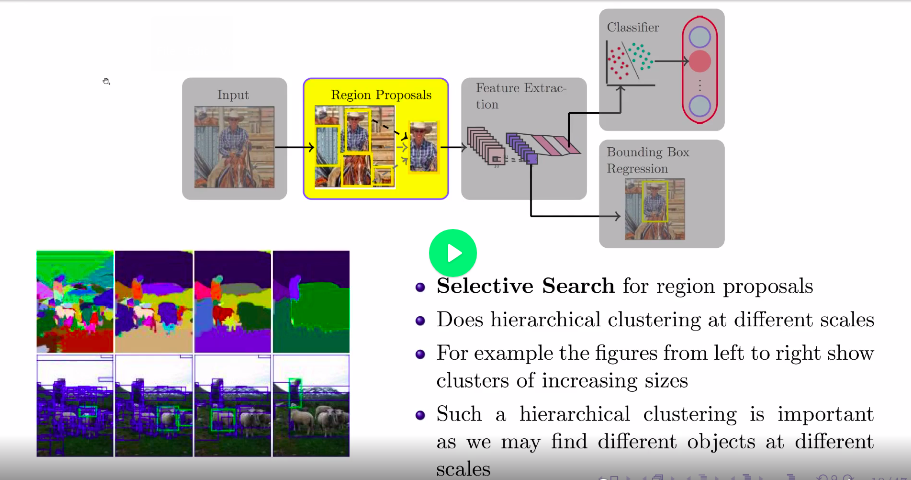 Classifier
Input
Region Proposals
Feature Extrac-
tion
Bounding Box
Regression
Selective Search for region proposals
Does hierarchical clustering at different scales
For example the figures from left to right show
clusters of increasing sizes
Such a hierarchical clustering is important
as we may find different objects at different
scales